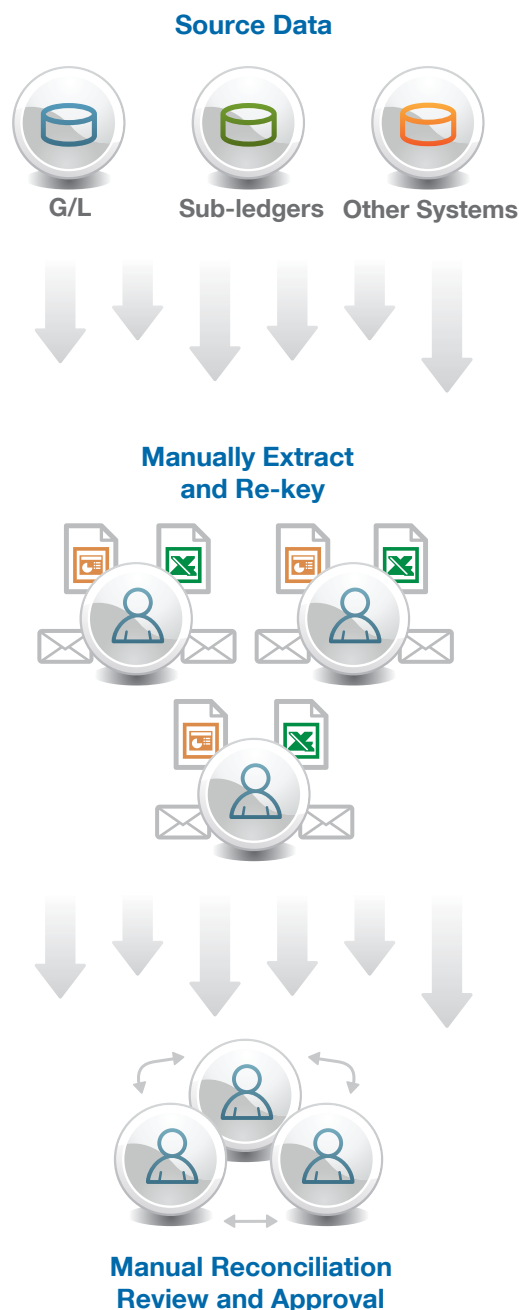 Source Data
G/L
Sub-ledgers
Other Systems
Manually Extract
and Re-key
Manual Reconciliation
Review and Approval